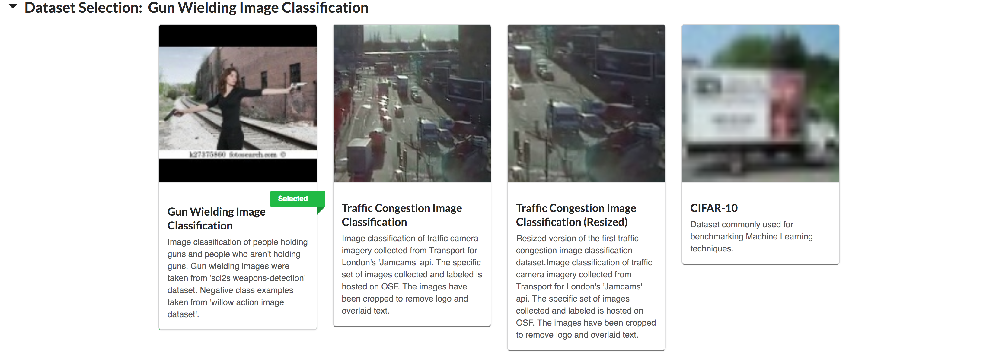 Dataset Selection: Gun Wielding Image Classification
k27375860 fotosearch.com ©
Selected
Gun Wielding Image
Classification
Image classification of people holding
guns and people who aren't holding
guns. Gun wielding images were
taken from 'sci2s weapons-detection'
dataset. Negative class examples
taken from 'willow action image
dataset'.
Traffic Congestion Image
Classification
Image classification of traffic camera
imagery collected from Transport for
London's 'Jamcams' api. The specific
set of images collected and labeled is
hosted on OSF. The images have
been cropped to remove logo and
overlaid text.
Traffic Congestion Image
Classification (Resized)
Resized version of the first traffic
congestion image classification
dataset.Image classification of traffic
camera imagery collected from
Transport for London's 'Jamcams'
api. The specific set of images
collected and labeled is hosted on
OSF. The images have been cropped
to remove logo and overlaid text.
CIFAR-10
Dataset commonly used for
benchmarking Machine Learning
techniques.